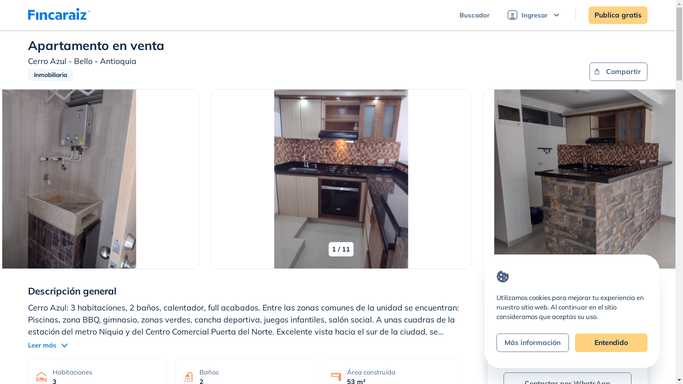 Fincaraiz
Buscador
Ingresar
Publica gratis
Apartamento en venta
Cerro Azul - Bello - Antioquia
Inmobiliaria
Compartir
1 / 11
Descripción general
Cerro Azul: 3 habitaciones, 2 baños, calentador, full acabados. Entre las zonas comunes de la unidad se encuentran:
Piscinas, zona BBQ, gimnasio, zonas verdes, cancha deportiva, juegos infantiles, salón social. A unas cuadras de la
estación del metro Niquia y del Centro Comercial Puerta del Norte. Excelente vista hacia el sur de la ciudad, se...
Leer más
Habitaciones
3
Baños
2
Área construida
53 m²
Utilizamos cookies para mejorar tu experiencia en
nuestro sitio web. Al continuar en el sitio
consideramos que aceptas su uso.
Más información
Entendido
Contactar por WhatsApp